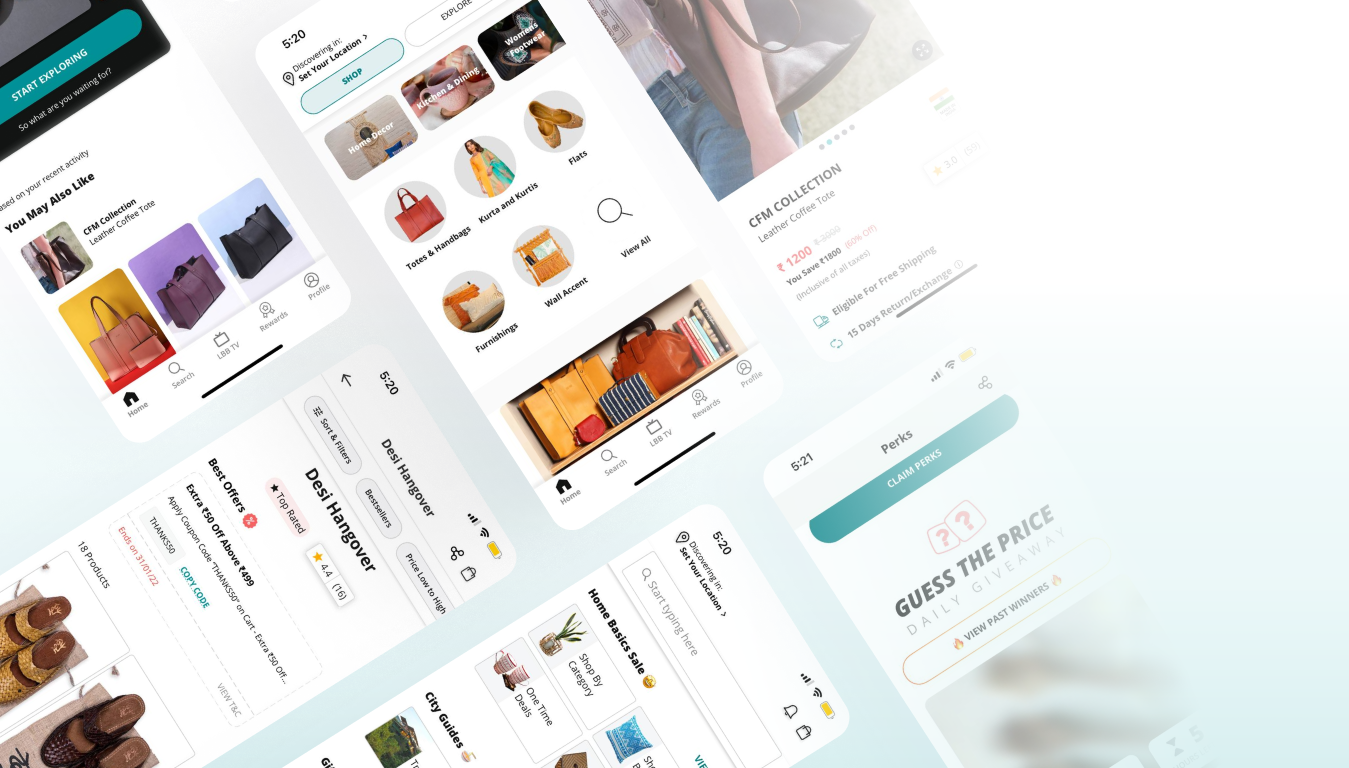 START EXPLORING
So what are you waiting for?
ased on your recent activity
You May Also Like
CFM Collection
Leather Coffee Tote
Home
Search
LBB TV
Rewards
Profile
5:20
Discovering in:
Set Your Location >
SHOP
EXPLORE
Home Decor
Kitchen & Dining
Womens Footwear
Totes & Handbags
Kurta and Kurtis
Flats
Furnishings
Wall Accent
View All
Home
Search
LBB TV
Rewards
Profile
CFM COLLECTION
Leather Coffee Tote
3.0 (59)
₹ 1200 ₹ 3000 (60% Off)
You Save ₹1800
(Inclusive of all taxes)
Eligible For Free Shipping
15 Days Return/Exchange
5:20
Desi Hangover
Sort & Filters
Bestsellers
Price Low to High
Desi Hangover
Top Rated
4.4 (16)
Best Offers
Extra ₹50 Off Above ₹499
Apply Coupon Code "THANKS50" on Cart - Extra ₹50 Off...
THANKS50
COPY CODE
Ends on 31/01/22
VIEW T&C
18 Products
5:20
Discovering in:
Set Your Location >
Start typing here
Home Basics Sale
Shop By
Category
One Time
Deals
City Guides
5:21
Perks
CLAIM PERKS
GUESS THE PRICE
DAILY GIVEAWAY
VIEW PAST WINNERS
5